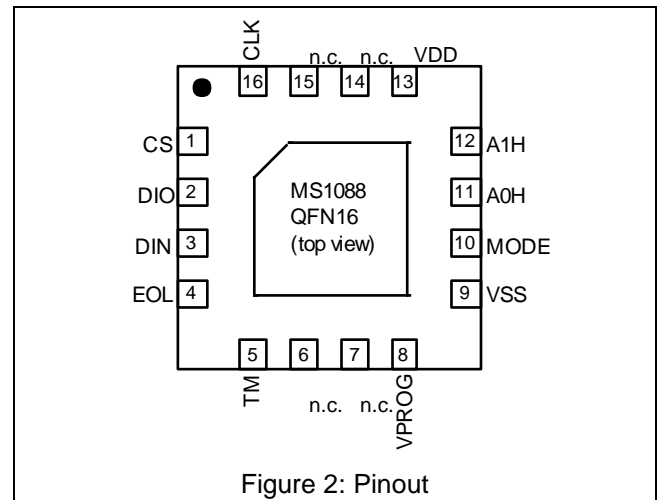 CLK n.c. n.c. VDD
16 15 14 13
CS 1
DIO 2
DIN 3
EOL 4
MS1088
QFN16
(top view)
12 A1H
11 A0H
10 MODE
9 VSS
5 6 7 8
TM n.c. n.c. VPROG
Figure 2: Pinout